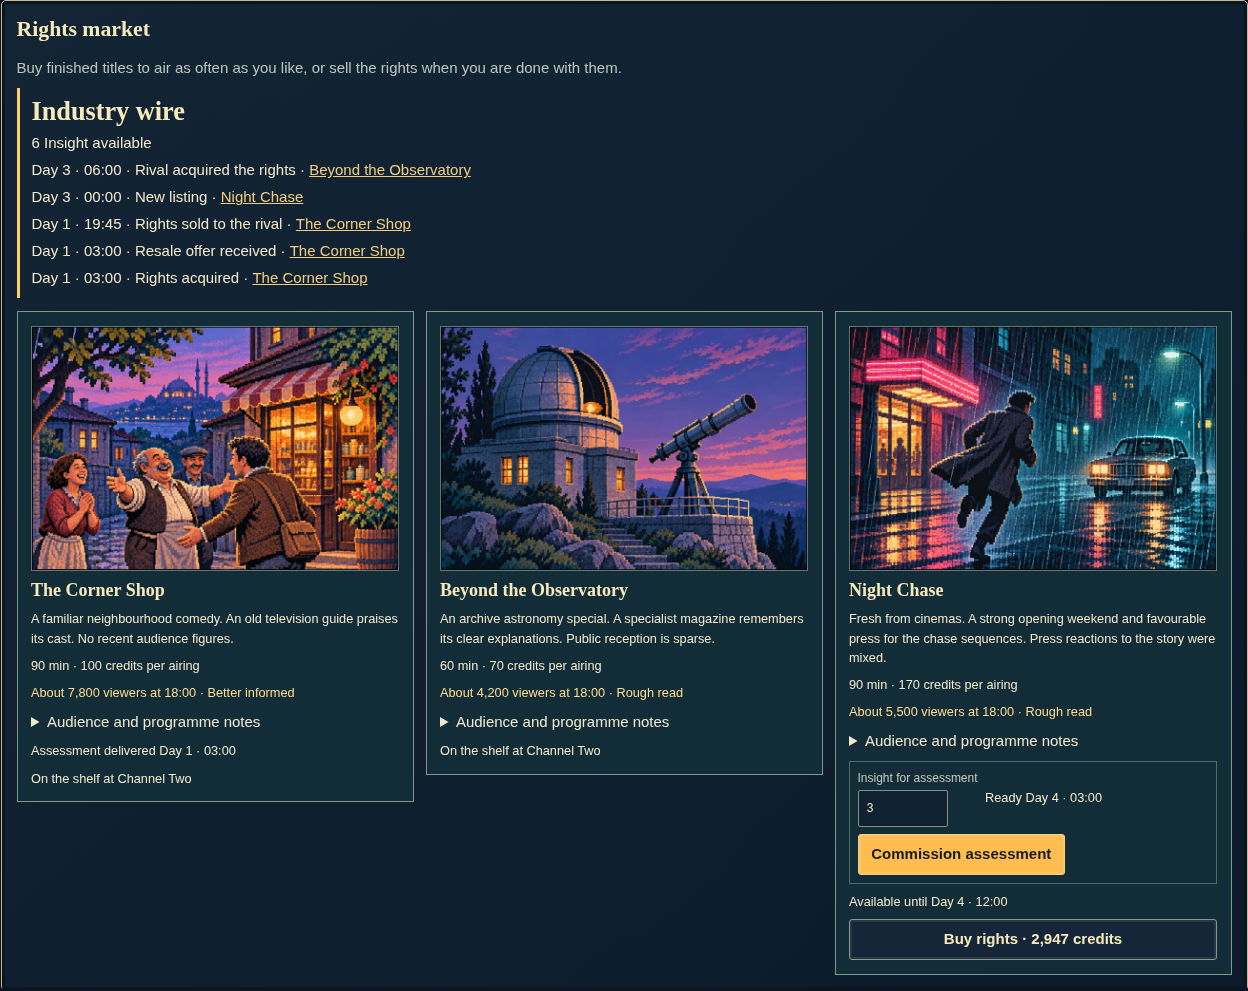 Rights market
Buy finished titles to air as often as you like, or sell the rights when you are done with them.
Industry wire
6 Insight available
Day 3 · 06:00 · Rival acquired the rights · Beyond the Observatory
Day 3 · 00:00 · New listing · Night Chase
Day 1 · 19:45 · Rights sold to the rival · The Corner Shop
Day 1 · 03:00 · Resale offer received · The Corner Shop
Day 1 · 03:00 · Rights acquired · The Corner Shop
The Corner Shop
A familiar neighbourhood comedy. An old television guide praises
its cast. No recent audience figures.
90 min · 100 credits per airing
About 7,800 viewers at 18:00 · Better informed
Audience and programme notes
Assessment delivered Day 1 · 03:00
On the shelf at Channel Two
Beyond the Observatory
An archive astronomy special. A specialist magazine remembers
its clear explanations. Public reception is sparse.
60 min · 70 credits per airing
About 4,200 viewers at 18:00 · Rough read
Audience and programme notes
On the shelf at Channel Two
Night Chase
Fresh from cinemas. A strong opening weekend and favourable
press for the chase sequences. Press reactions to the story were
mixed.
90 min · 170 credits per airing
About 5,500 viewers at 18:00 · Rough read
Audience and programme notes
Insight for assessment
3
Ready Day 4 · 03:00
Commission assessment
Available until Day 4 · 12:00
Buy rights · 2,947 credits